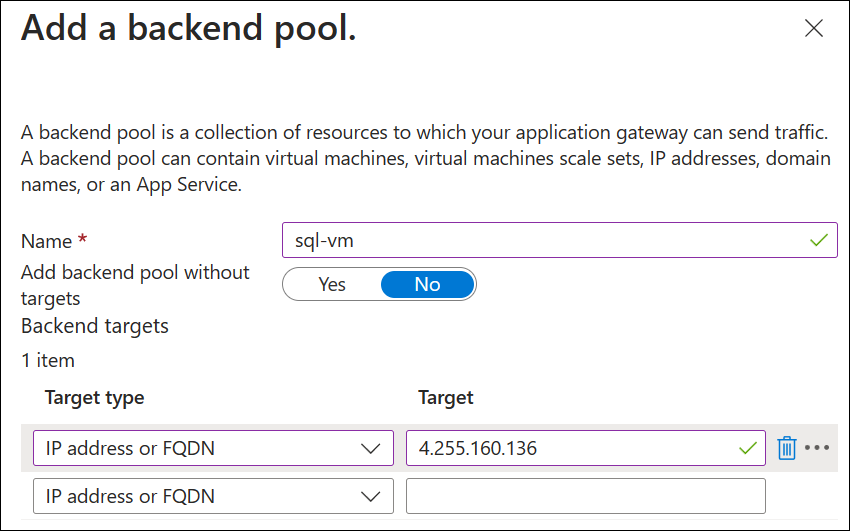 Add a backend pool.
A backend pool is a collection of resources to which your application gateway can send traffic.
A backend pool can contain virtual machines, virtual machines scale sets, IP addresses, domain
names, or an App Service.
Name *
sql-vm
Add backend pool without
targets
Yes
No
Backend targets
1 item
Target type
Target
IP address or FQDN
4.255.160.136
IP address or FQDN